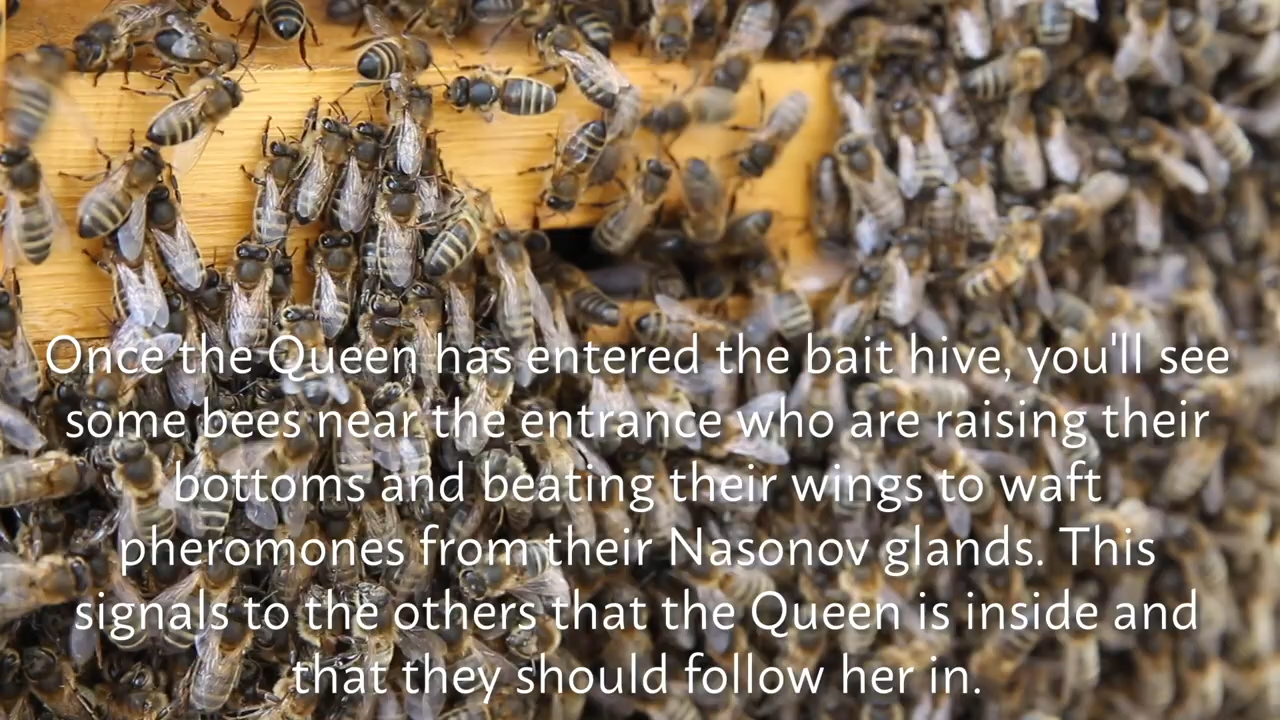 Once the Queen has entered the bait hive, you'll see
some bees near the entrance who are raising their
bottoms and beating their wings to waft
pheromones from their Nasonov glands. This
signals to the others that the Queen is inside and
that they should follow her in.